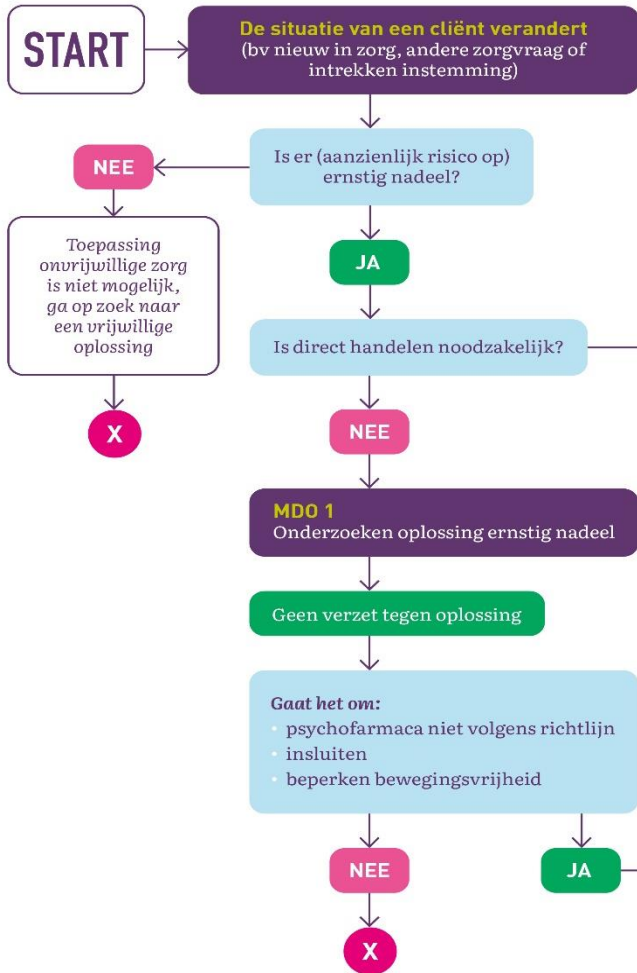 START
De situatie van een cliënt verandert
(bv nieuw in zorg, andere zorgvraag of
intrekken instemming)
Is er (aanzienlijk risico op)
ernstig nadeel?
NEE
Toepassing
onvrijwillige zorg
is niet mogelijk,
ga op zoek naar
een vrijwillige
oplossing
X
JA
Is direct handelen noodzakelijk?
NEE
MDO 1
Onderzoeken oplossing ernstig nadeel
Geen verzet tegen oplossing
Gaat het om:
• psychofarmaca niet volgens richtlijn
• insluiten
• beperken bewegingsvrijheid
NEE
JA
X